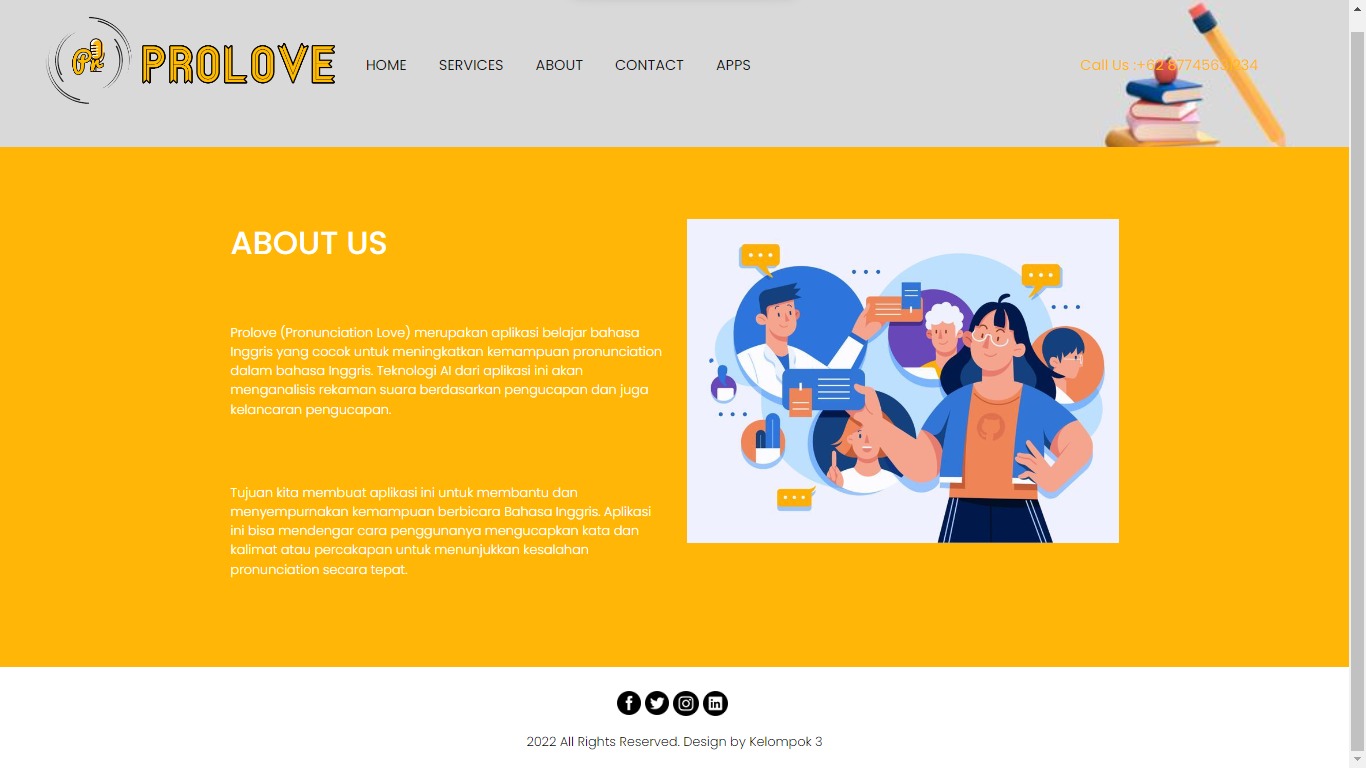 PROLOVE
HOME SERVICES ABOUT CONTACT APPS
Call Us :+62
ABOUT US
Prolove (Pronunciation Love) merupakan aplikasi belajar bahasa
Inggris yang cocok untuk meningkatkan kemampuan pronunciation
dalam bahasa Inggris. Teknologi AI dari aplikasi ini akan
menganalisis rekaman suara berdasarkan pengucapan dan juga
kelancaran pengucapan.
Tujuan kita membuat aplikasi ini untuk membantu dan
menyempurnakan kemampuan berbicara Bahasa Inggris. Aplikasi
ini bisa mendengar cara penggunanya mengucapkan kata dan
kalimat atau percakapan untuk menunjukkan kesalahan
pronunciation secara tepat.
2022 All Rights Reserved. Design by Kelompok 3